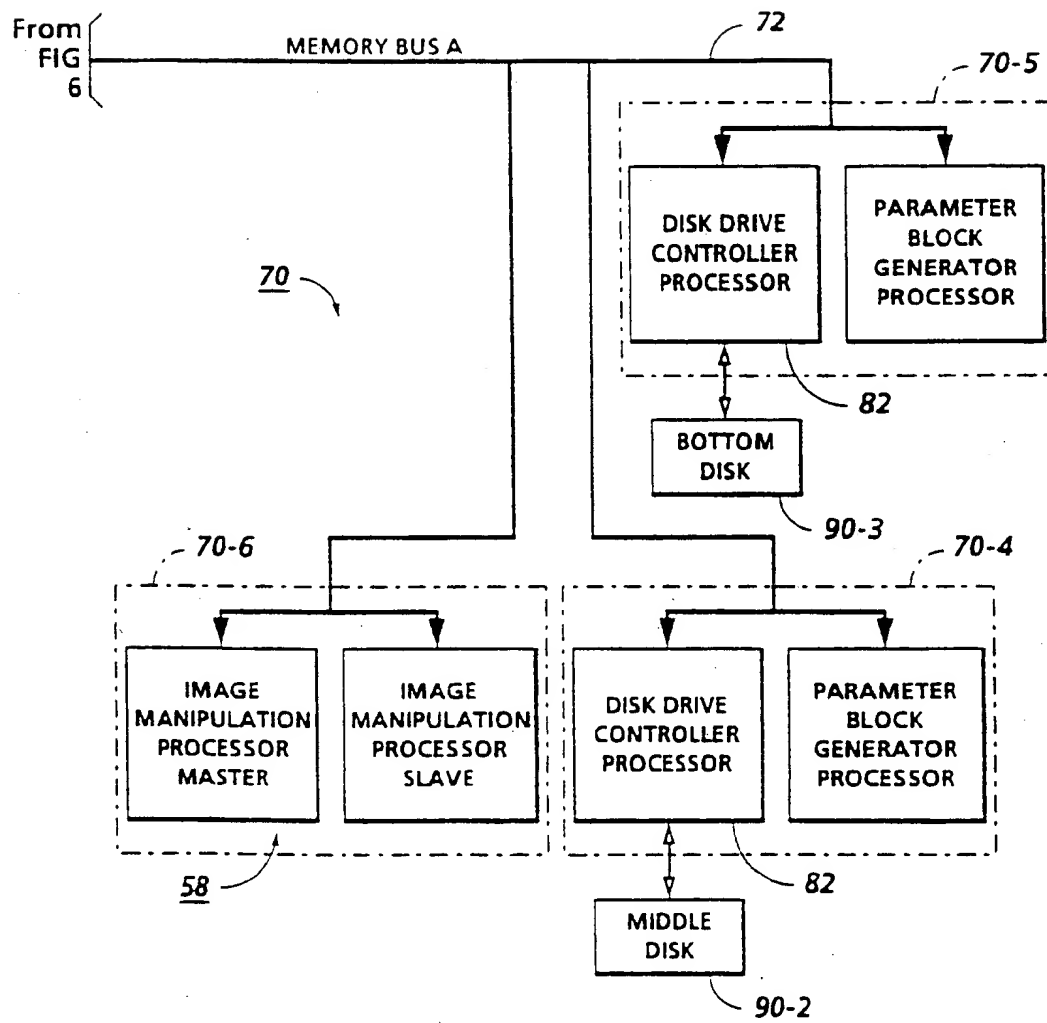 From
FIG
6
MEMORY BUS A
72
70-5
DISK DRIVE
CONTROLLER
PROCESSOR
PARAMETER
BLOCK
GENERATOR
PROCESSOR
70
82
BOTTOM
DISK
90-3
70-6
70-4
IMAGE
MANIPULATION
PROCESSOR
MASTER
IMAGE
MANIPULATION
PROCESSOR
SLAVE
DISK DRIVE
CONTROLLER
PROCESSOR
PARAMETER
BLOCK
GENERATOR
PROCESSOR
58
82
MIDDLE
DISK
90-2